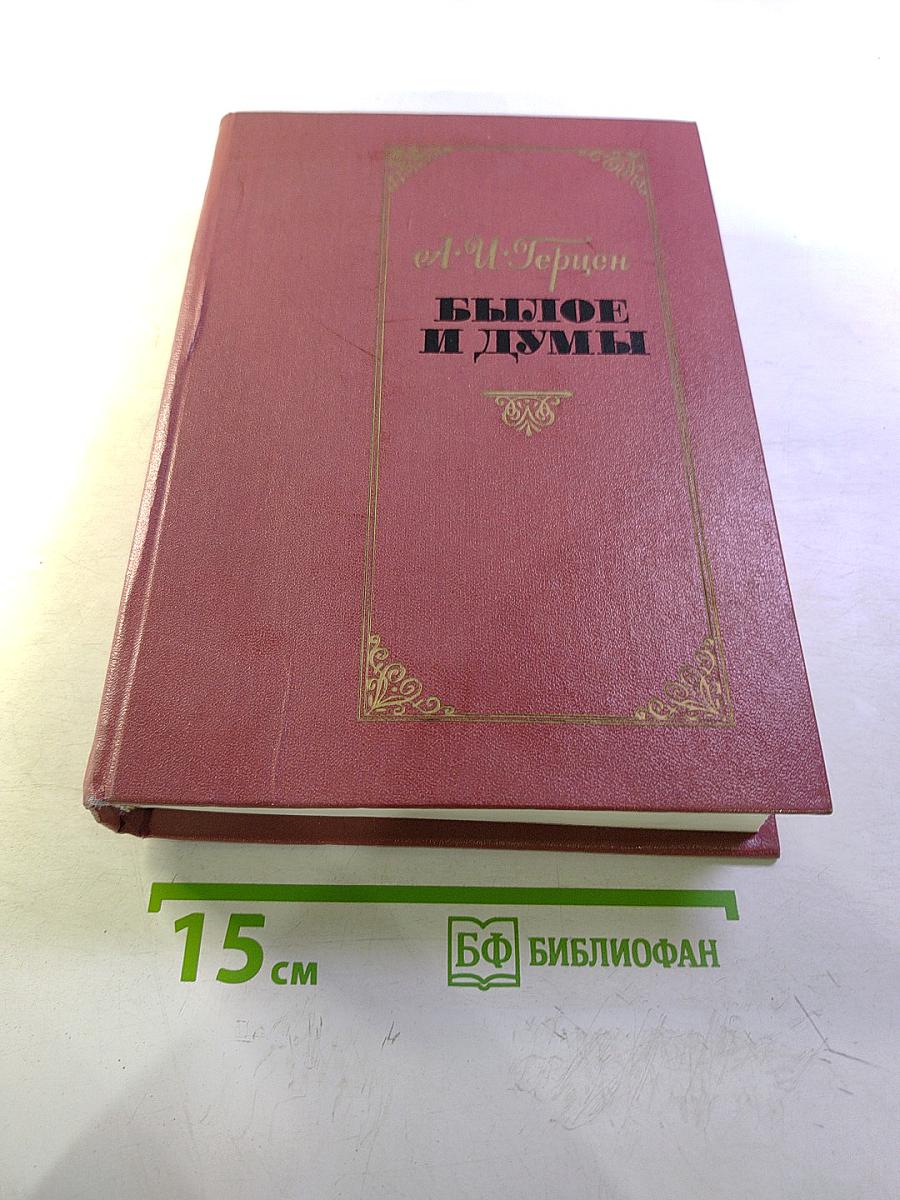 А·И·Герцен
БЫЛОЕ
И ДУМЫ
15 см
БФ БИБЛИОФАН